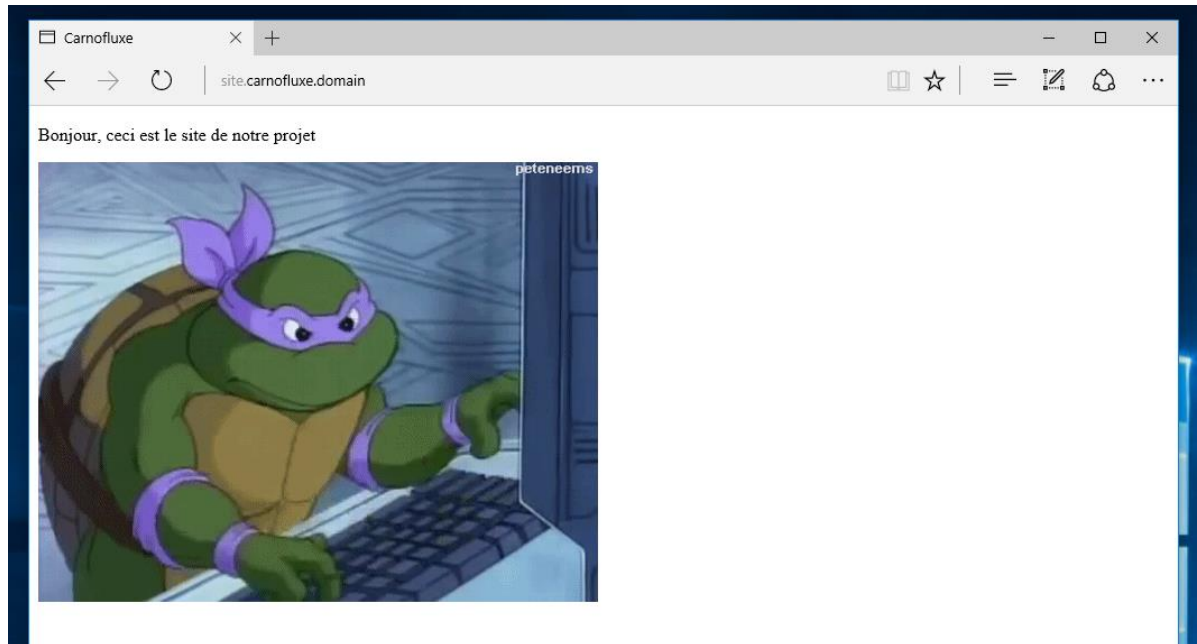 Carnofluxe
site.carnofluxe.domain
Bonjour, ceci est le site de notre projet
peteneems